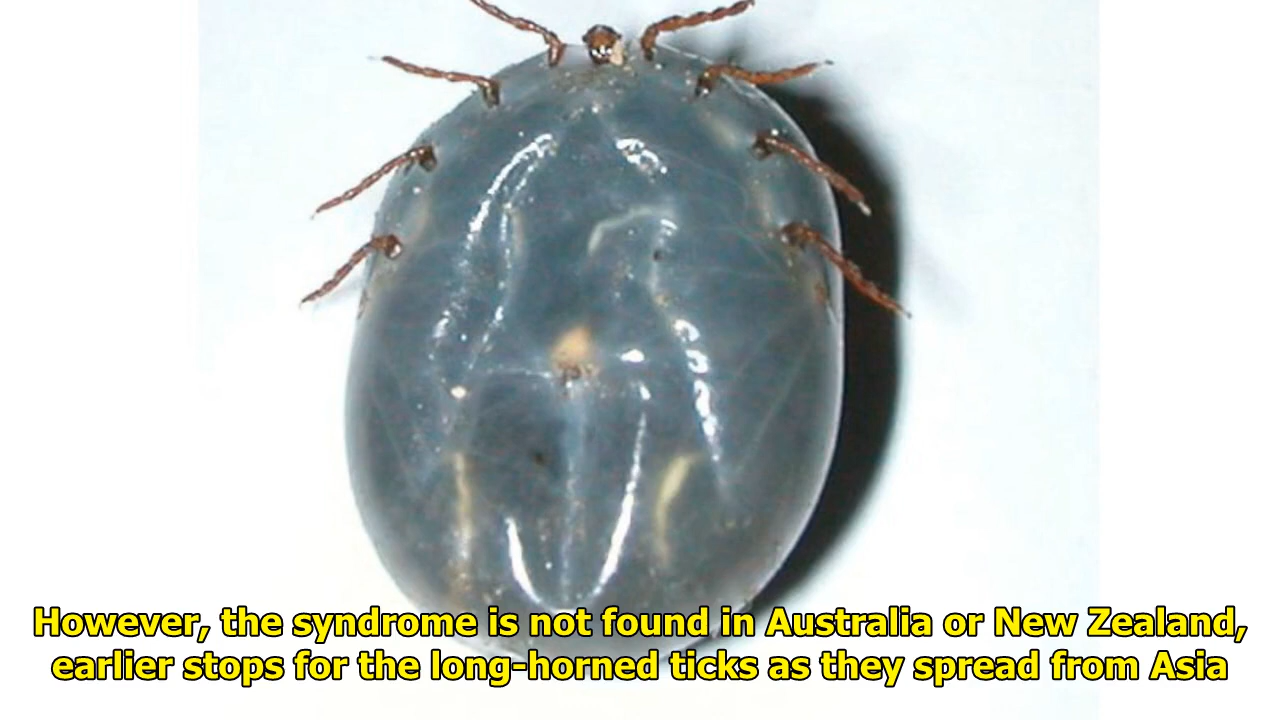 However, the syndrome is not found in Australia or New Zealand,
earlier stops for the long-horned ticks as they spread from Asia